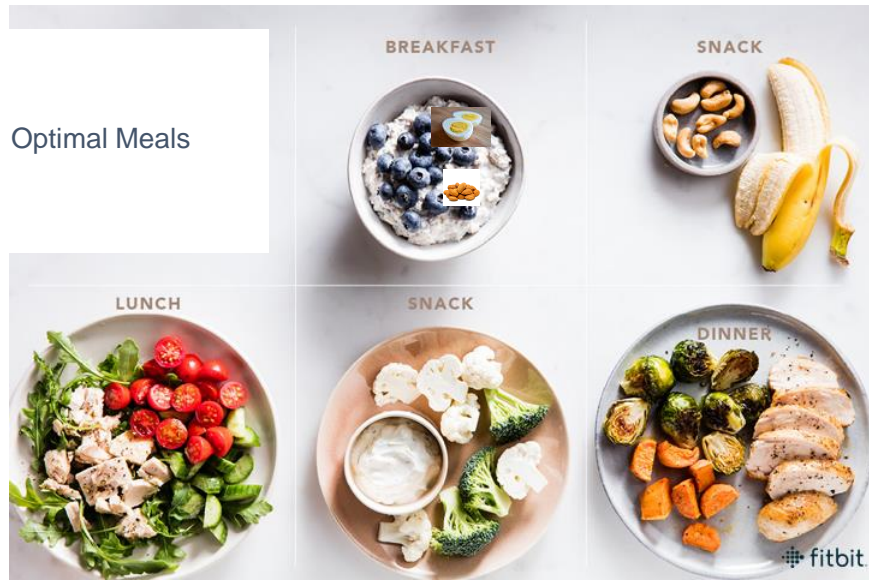 Optimal Meals
BREAKFAST
SNACK
LUNCH
SNACK
DINNER
fitbit